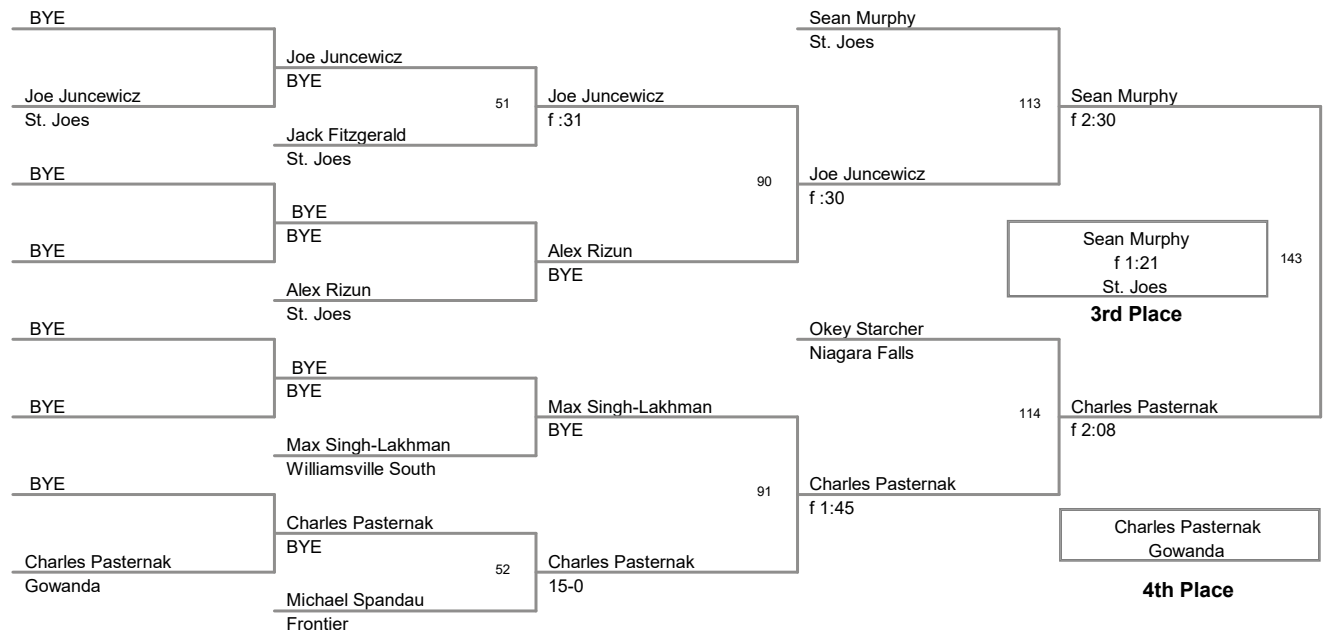 BYE
Joe Juncewicz
St. Joes
BYE
BYE
BYE
BYE
BYE
Charles Pasternak
Gowanda
Joe Juncewicz
BYE
Jack Fitzgerald
St. Joes
BYE
BYE
Alex Rizun
St. Joes
BYE
BYE
Max Singh-Lakhman
Williamsville South
Charles Pasternak
BYE
Michael Spandau
Frontier
51
52
Joe Juncewicz
f :31
Alex Rizun
BYE
Max Singh-Lakhman
BYE
Charles Pasternak
15-0
90
91
Sean Murphy
St. Joes
Joe Juncewicz
f :30
Okey Starcher
Niagara Falls
Charles Pasternak
f 1:45
113
114
Sean Murphy
f 2:30
Charles Pasternak
f 2:08
143
Sean Murphy
f 1:21
St. Joes
3rd Place
Charles Pasternak
Gowanda
4th Place